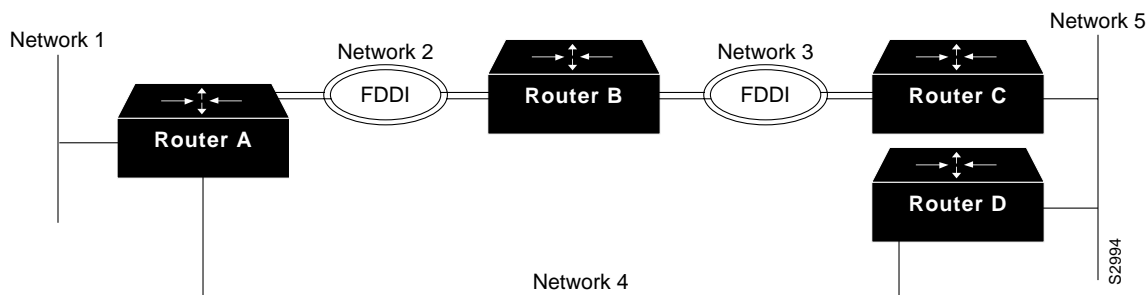 Network 1
Network 2
Network 3
Network 5
FDDI
Router B
FDDI
Router C
Router A
Router D
Network 4
S2994